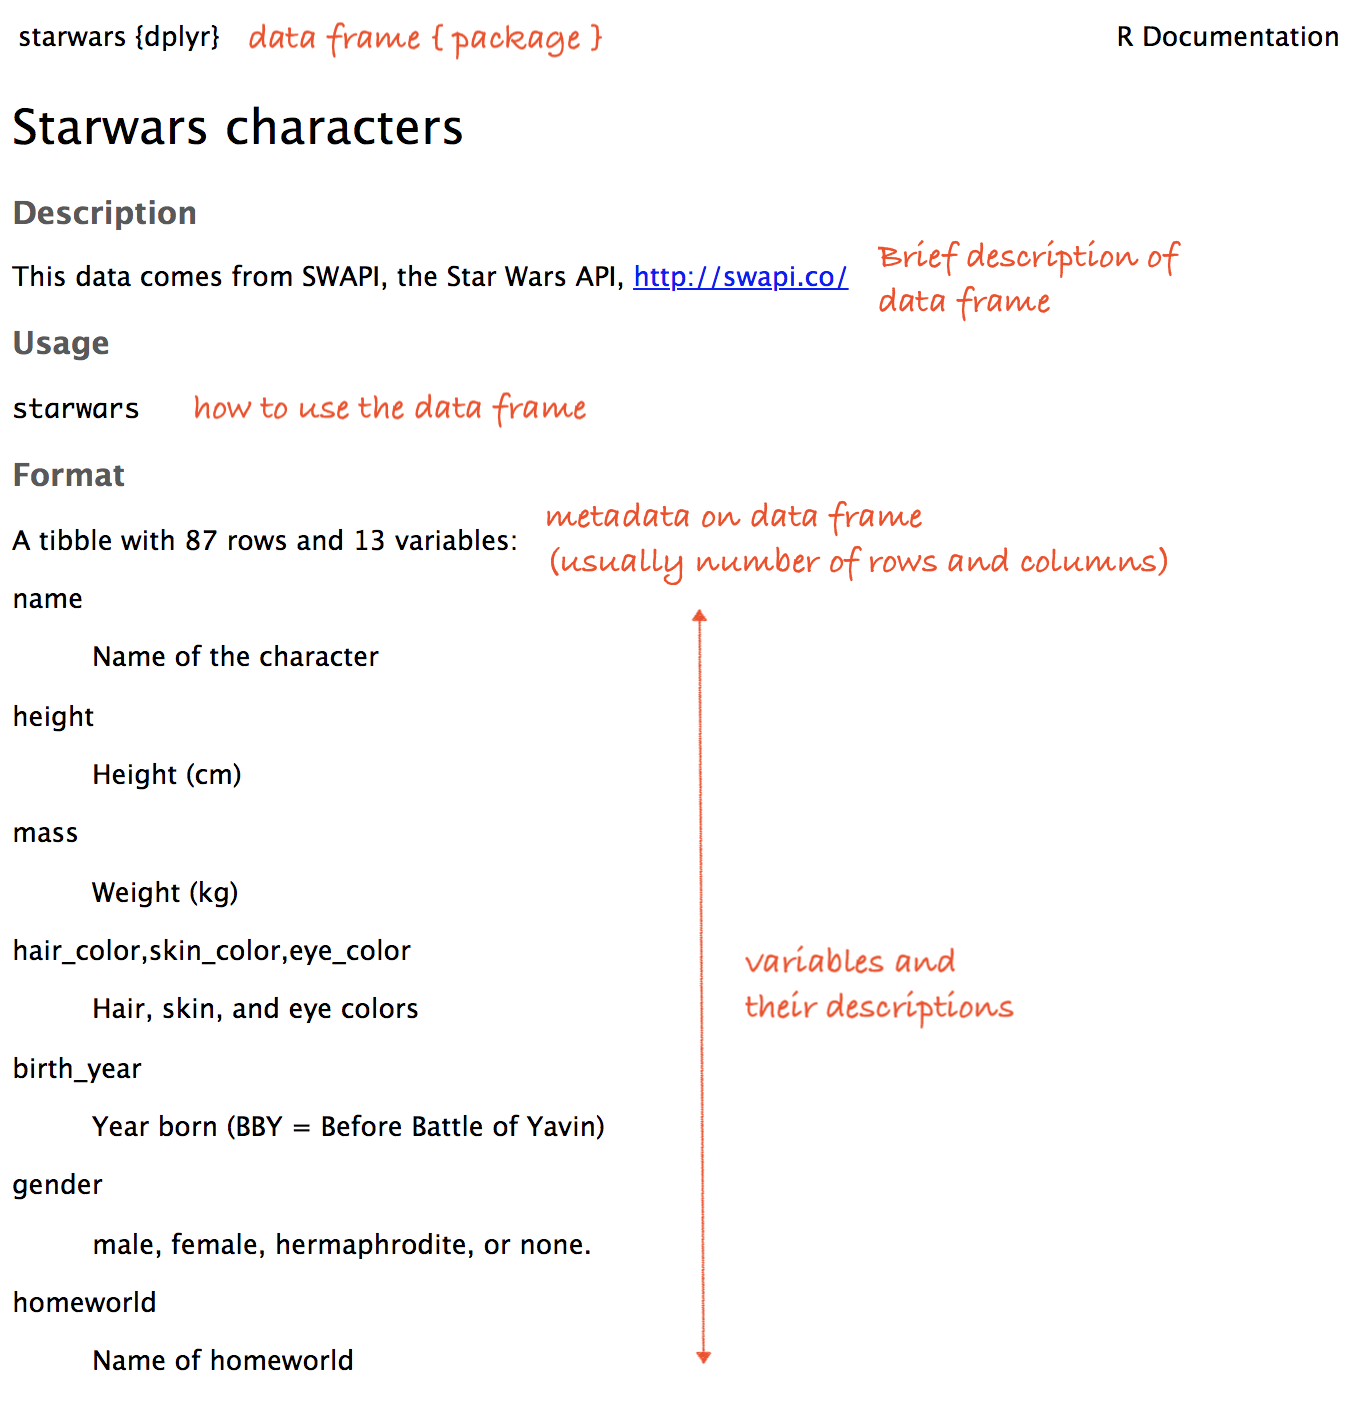 starwars {dplyr} data frame { package } R Documentation
Starwars characters
Description
This data comes from SWAPI, the Star Wars API, http://swapi.co/
Brief description of
data frame
Usage
starwars how to use the data frame
Format
A tibble with 87 rows and 13 variables:
metadata on data frame
(usually number of rows and columns)
name
Name of the character
height
Height (cm)
mass
Weight (kg)
hair_color,skin_color,eye_color
Hair, skin, and eye colors
variables and
their descriptions
birth_year
Year born (BBY = Before Battle of Yavin)
gender
male, female, hermaphrodite, or none.
homeworld
Name of homeworld